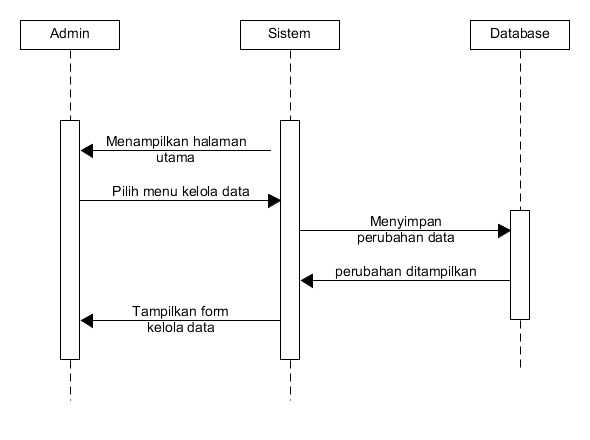 Admin
Sistem
Database
Menampilkan halaman
utama
Pilih menu kelola data
Menyimpan
perubahan data
perubahan ditampilkan
Tampilkan form
kelola data